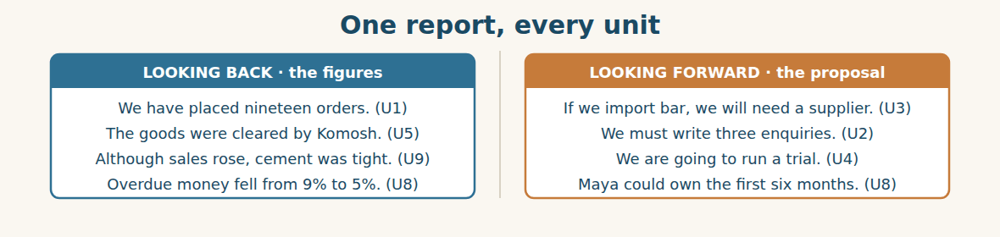 One report, every unit
LOOKING BACK · the figures
We have placed nineteen orders. (U1)
The goods were cleared by Komosh. (U5)
Although sales rose, cement was tight. (U9)
Overdue money fell from 9% to 5%. (U8)
LOOKING FORWARD · the proposal
If we import bar, we will need a supplier. (U3)
We must write three enquiries. (U2)
We are going to run a trial. (U4)
Maya could own the first six months. (U8)